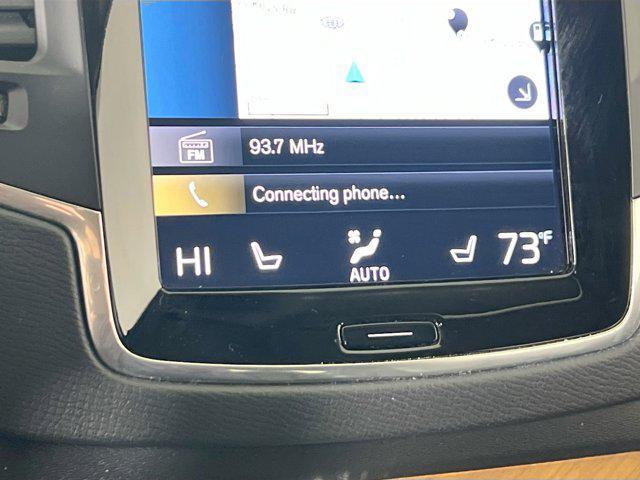 FM
93.7 MHz
Connecting phone...
HI
AUTO
73°F